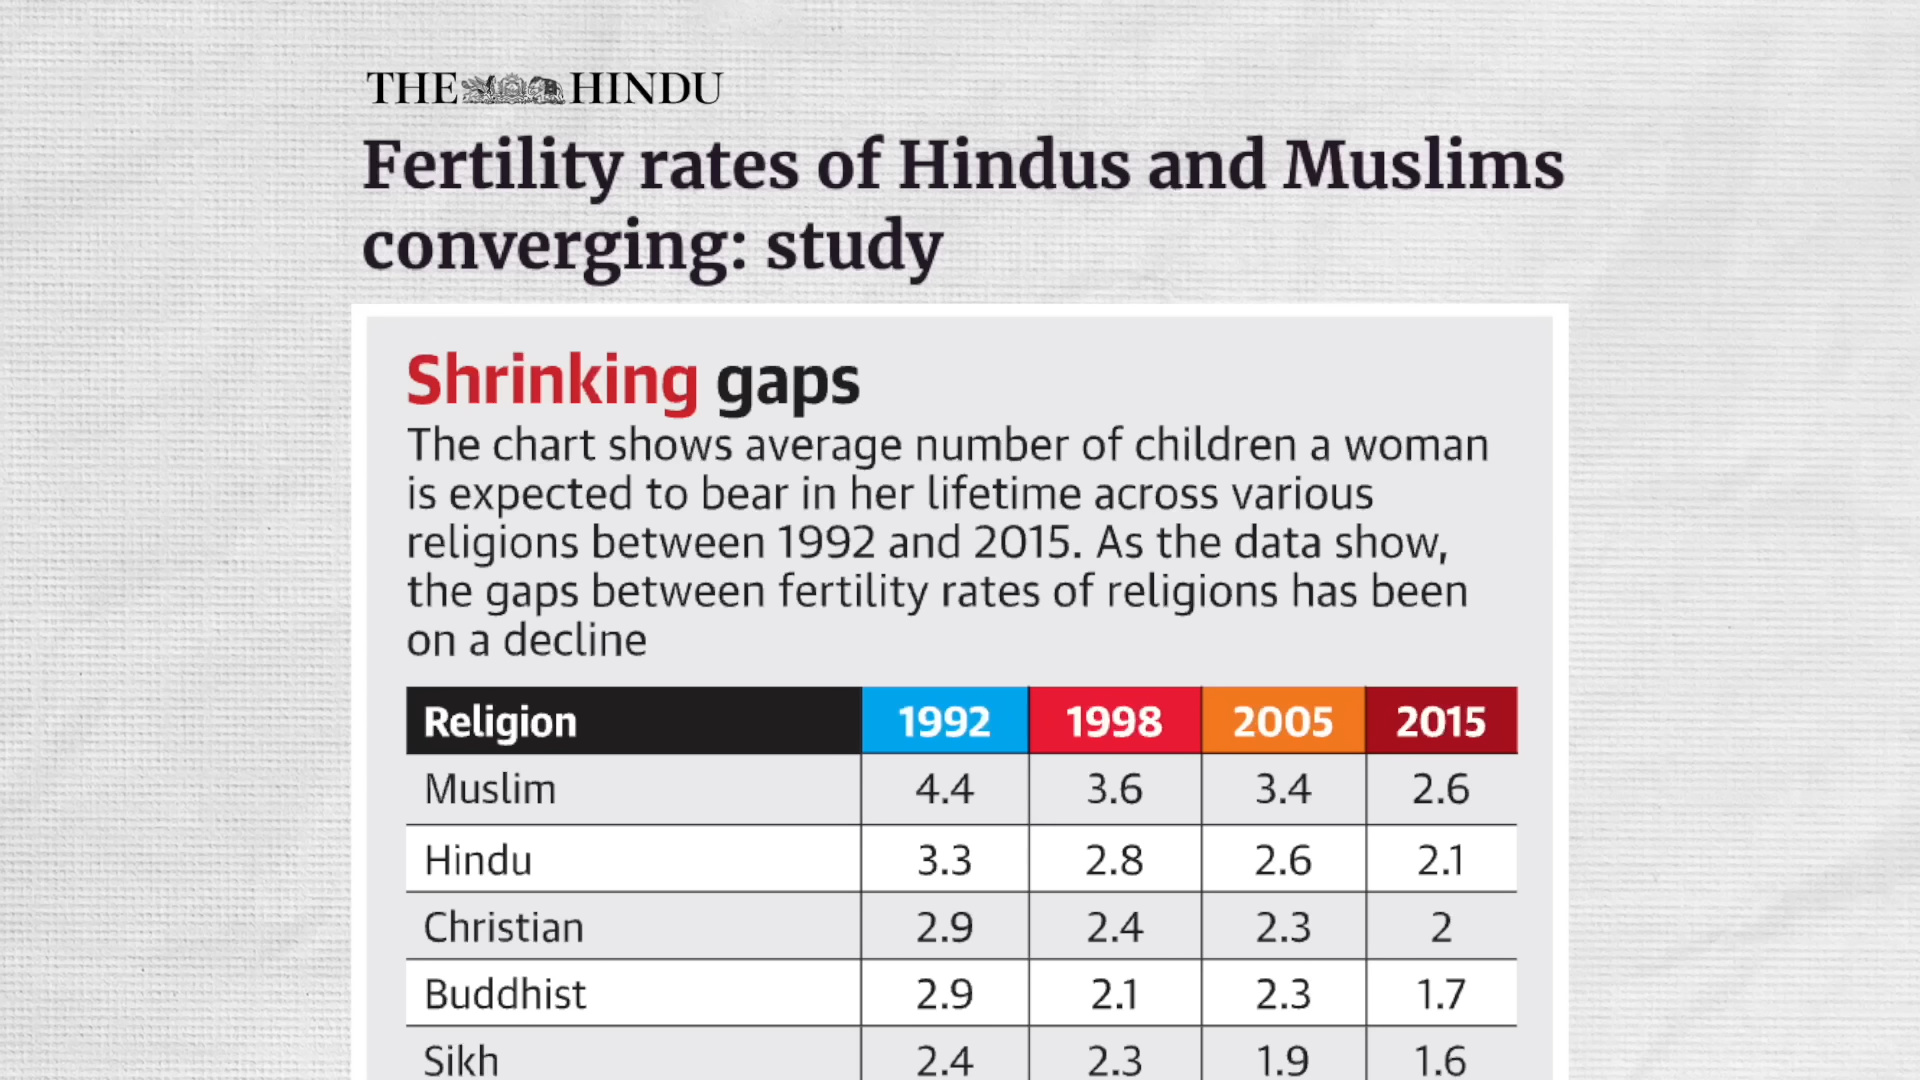 THE HINDU
Fertility rates of Hindus and Muslims
converging: study
Shrinking gaps
The chart shows average number of children a woman
is expected to bear in her lifetime across various
religions between 1992 and 2015. As the data show,
the gaps between fertility rates of religions has been
on a decline
Religion 1992 1998 2005 2015
Muslim 4.4 3.6 3.4 2.6
Hindu 3.3 2.8 2.6 2.1
Christian 2.9 2.4 2.3 2
Buddhist 2.9 2.1 2.3 1.7
Sikh 2.4 2.3 1.9 1.6